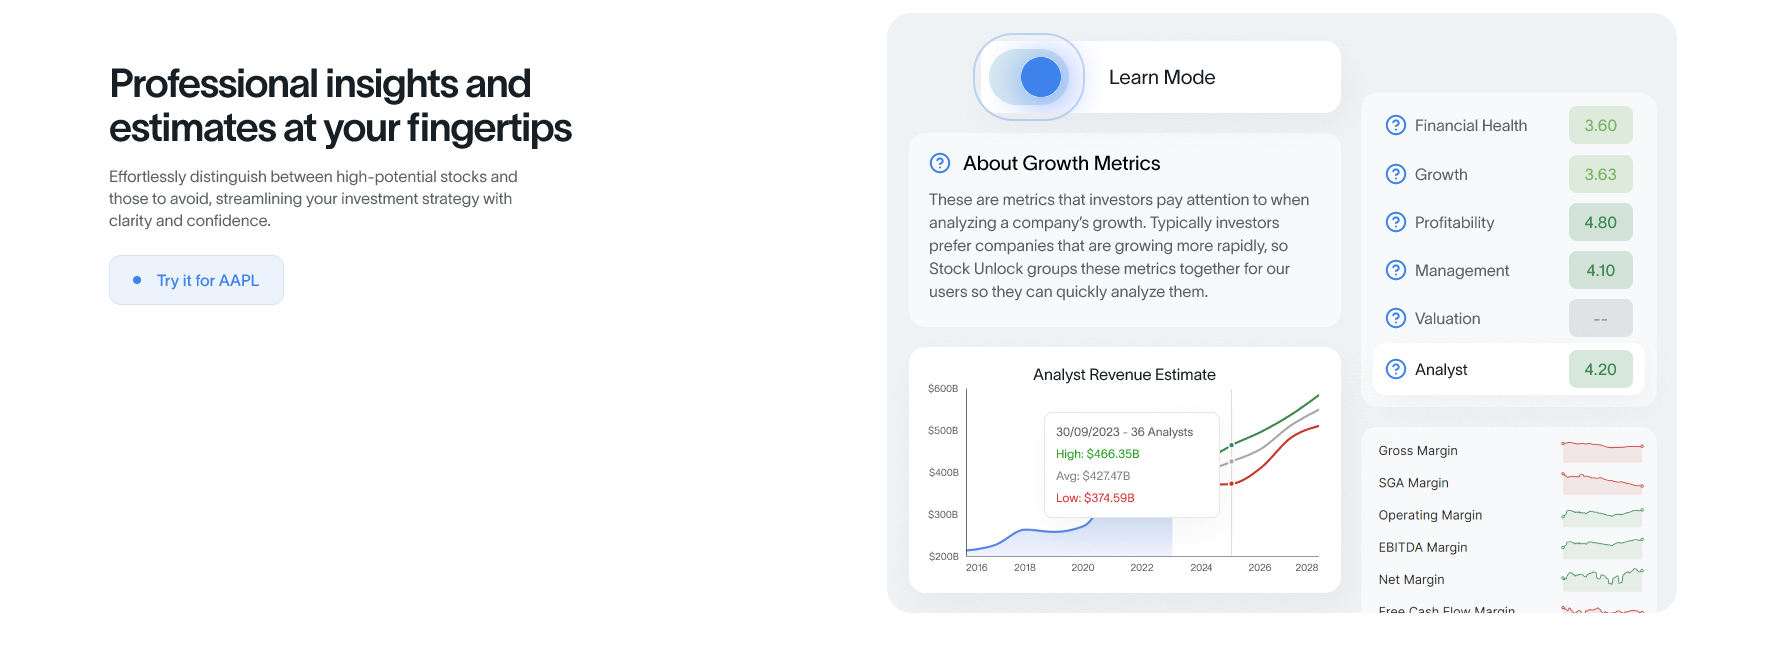 Professional insights and
estimates at your fingertips
Effortlessly distinguish between high-potential stocks and
those to avoid, streamlining your investment strategy with
clarity and confidence.
Try it for AAPL
Learn Mode
About Growth Metrics
These are metrics that investors pay attention to when
analyzing a company's growth. Typically investors
prefer companies that are growing more rapidly, so
Stock Unlock groups these metrics together for our
users so they can quickly analyze them.
Analyst Revenue Estimate
$600B
$500B
$400B
$300B
$200B
30/09/2023 - 36 Analysts
High: $466.35B
Avg: $427.47B
Low: $374.59B
2016 2018 2020 2022 2024 2026 2028
Financial Health 3.60
Growth 3.63
Profitability 4.80
Management 4.10
Valuation --
Analyst 4.20
Gross Margin
SGA Margin
Operating Margin
EBITDA Margin
Net Margin
Free Cash Flow Margin